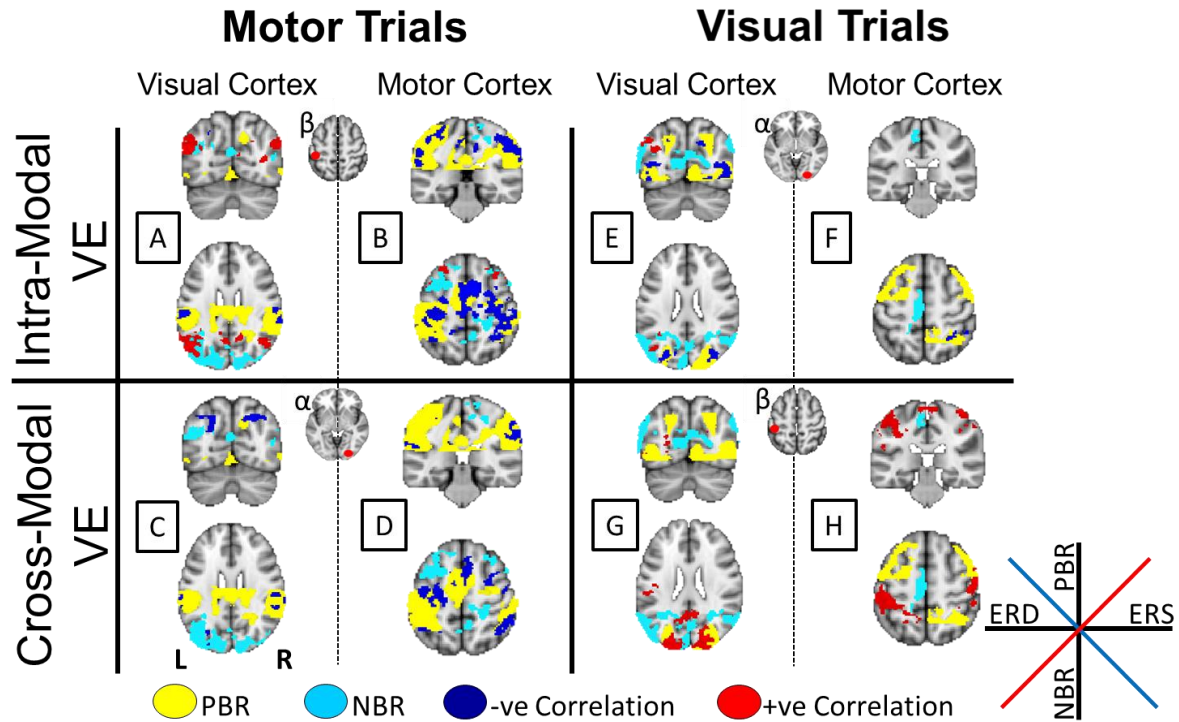 Motor Trials
Visual Trials
Visual Cortex
Motor Cortex
Visual Cortex
Motor Cortex
Intra-Modal
VE
β
α
A
B
E
F
Cross-Modal
VE
α
β
C
D
G
H
L
R
PBR
ERD
ERS
NBR
PBR
NBR
-ve Correlation
+ve Correlation